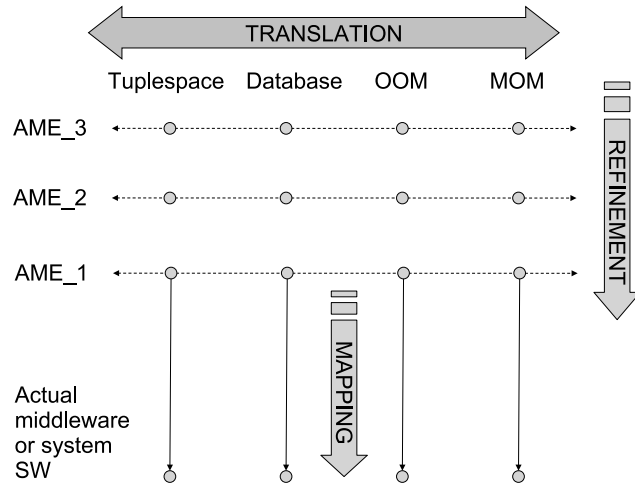 TRANSLATION
Tuplespace Database OOM MOM
AME_3
AME_2
AME_1
REFINEMENT
MAPPING
Actual
middleware
or system
SW